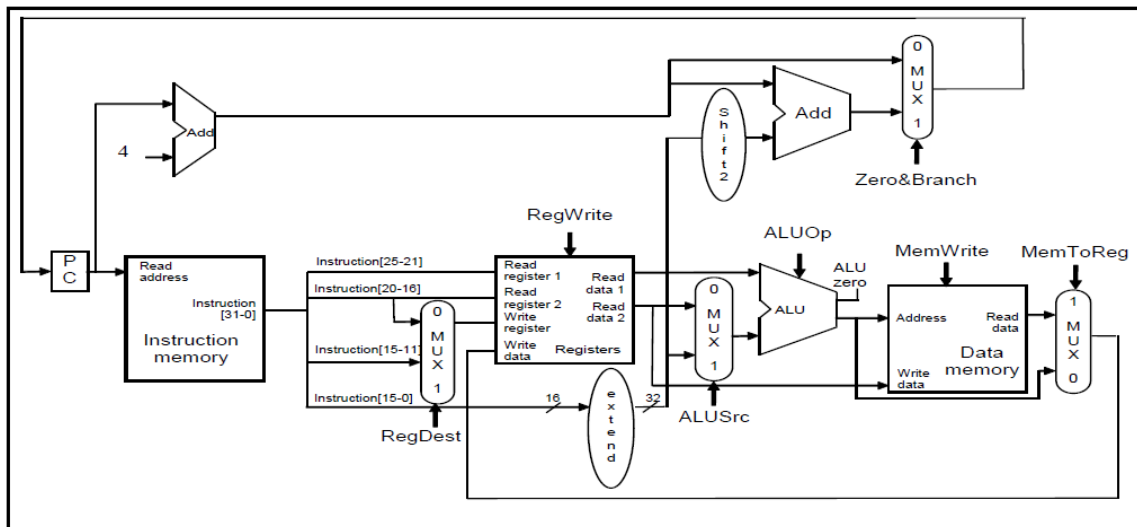 0
M
U
X
1
Add
4
S
h
i
f
t
2
Add
Zero&Branch
RegWrite
ALUOp
MemWrite
MemToReg
P
C
Read
address
Instruction
[31-0]
Instruction
memory
Instruction[25-21]
Instruction[20-16]
Instruction[15-11]
Instruction[15-0]
0
M
U
X
1
RegDest
Read
register 1
Read
register 2
Write
register
Write
data
Read
data 1
Read
data 2
Registers
16
e
x
t
e
n
d
32
0
M
U
X
1
ALUSrc
ALU
ALU
zero
Address
Read
data
Write
data
Data
memory
1
M
U
X
0